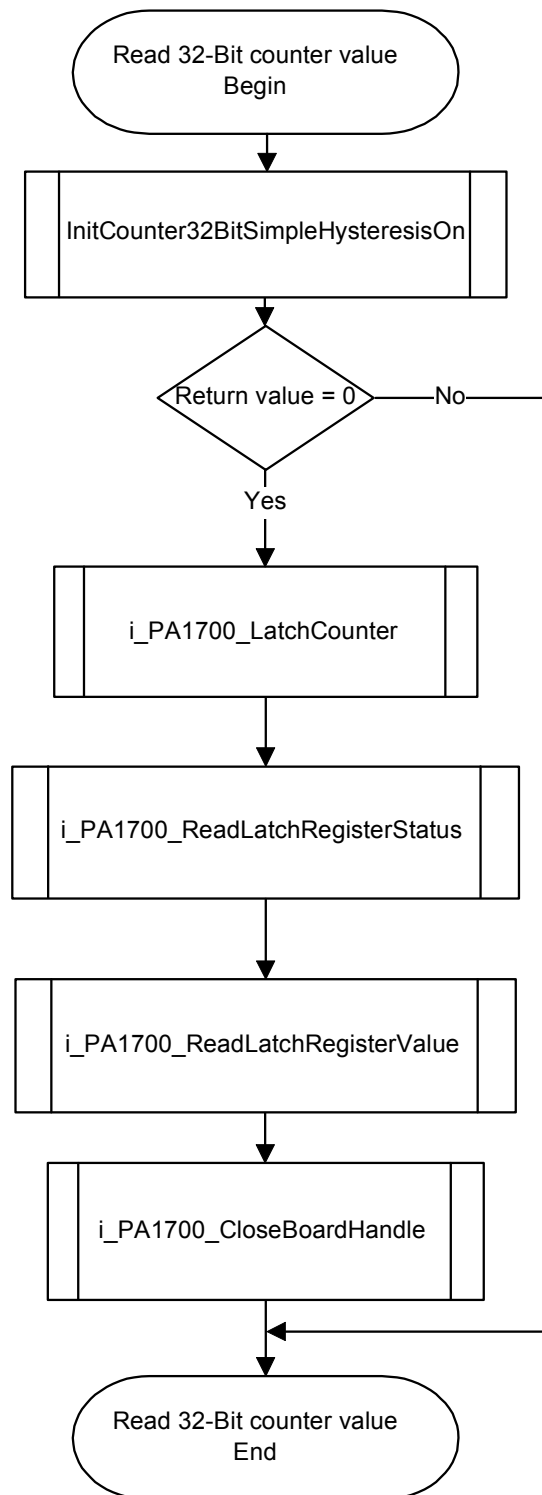 Read 32-Bit counter value
Begin
InitCounter32BitSimpleHysteresisOn
Return value = 0
No
Yes
i_PA1700_LatchCounter
i_PA1700_ReadLatchRegisterStatus
i_PA1700_ReadLatchRegisterValue
i_PA1700_CloseBoardHandle
Read 32-Bit counter value
End